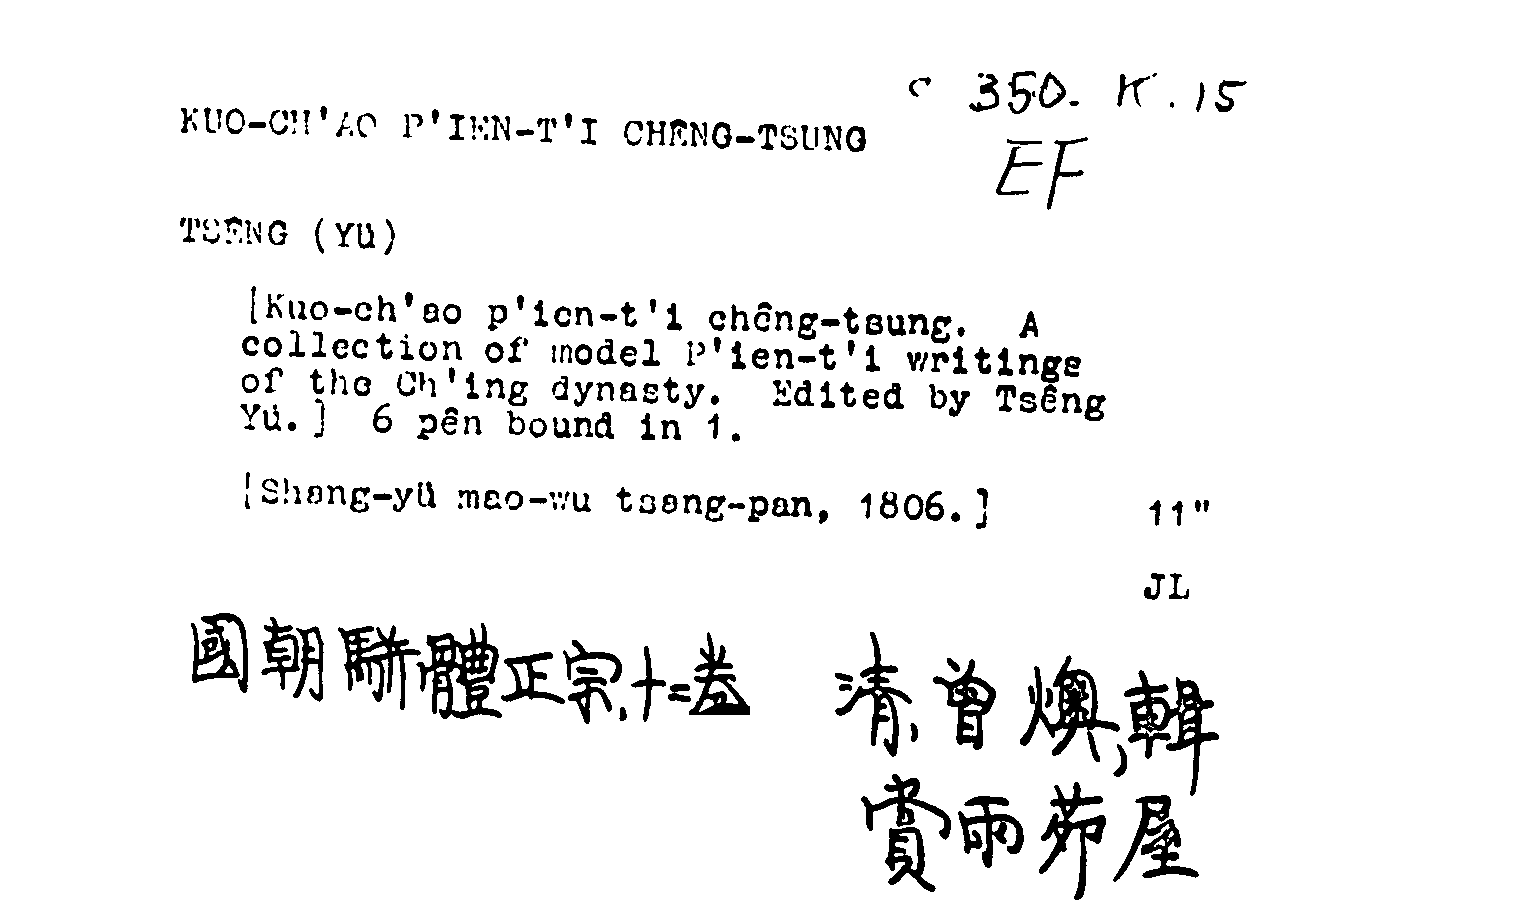 c 350. K. 15
KUO-CH'AO P'IEN-T'I CHÊNG-TSUNG
EF
TSÊNG (YÜ)
[Kuo-ch'ao p'ien-t'i chêng-tsung. A
collection of model P'ien-t'i writings
of the Ch'ing dynasty. Edited by Tsêng
Yü.] 6 pên bound in 1.
[Shang-yü mao-wu tsang-pan, 1806.] 11"
JL
國朝駢體正宗,十二卷 清,曾燠,輯
賞雨茆屋